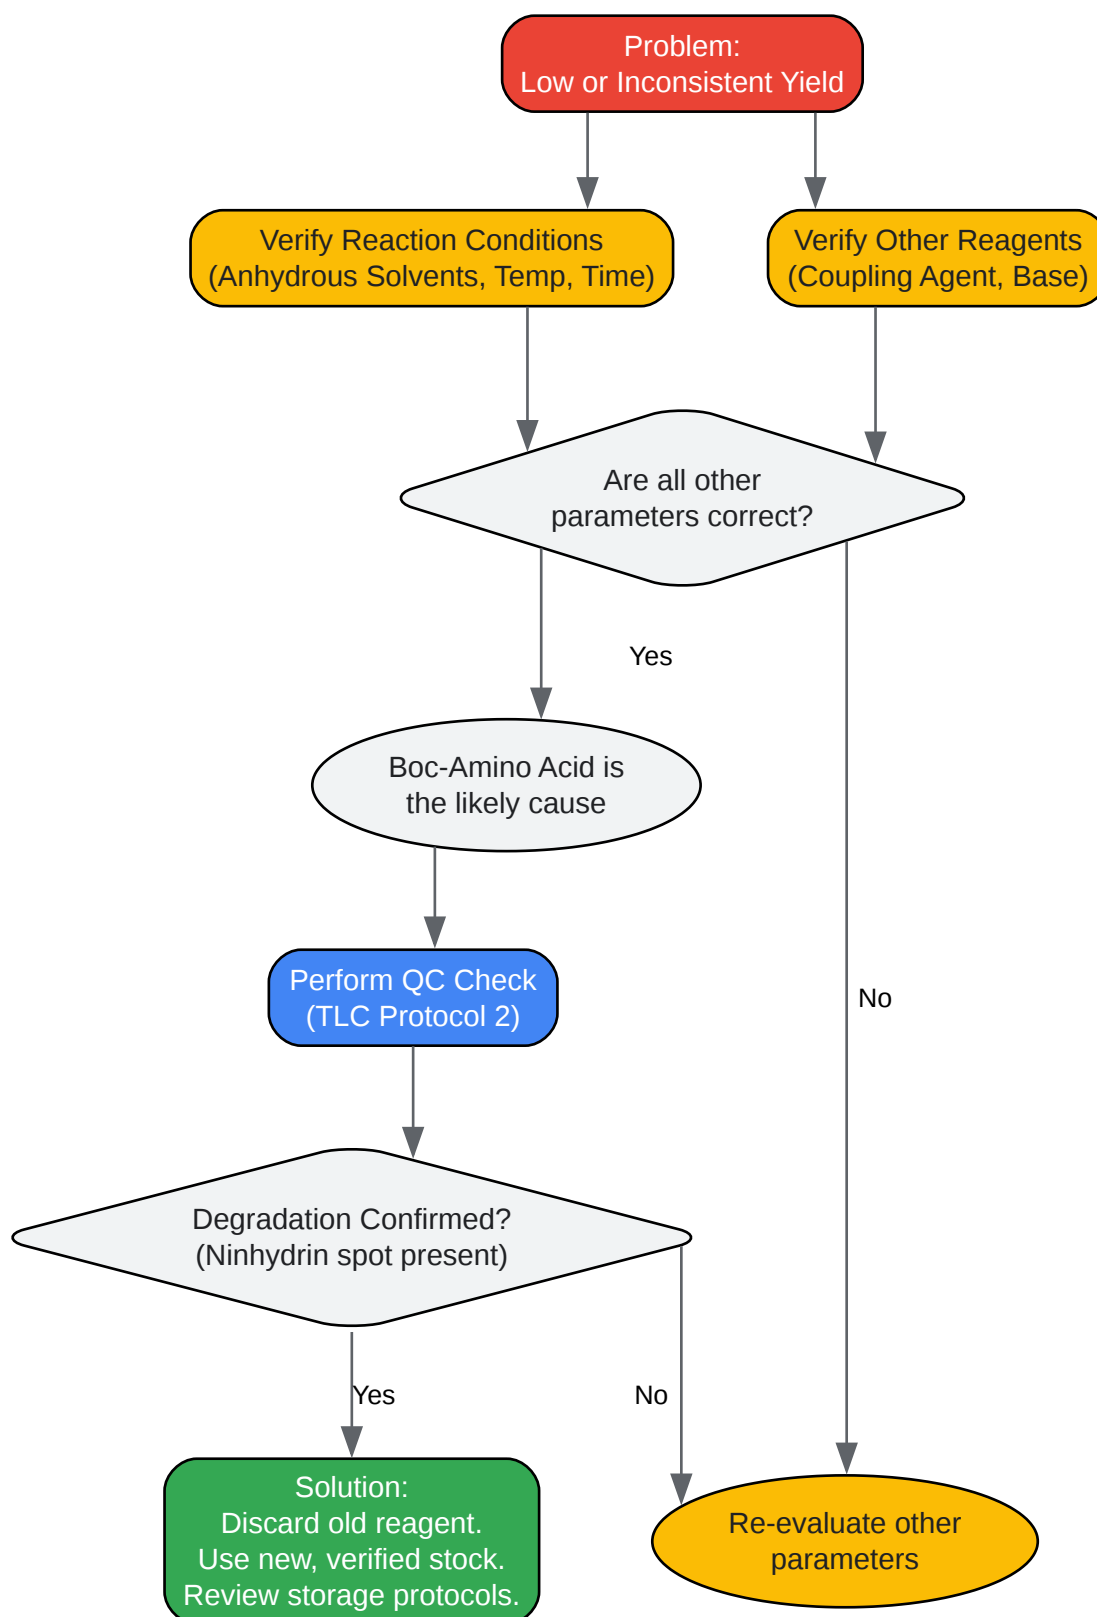 Problem:
Low or Inconsistent Yield
Verify Reaction Conditions
(Anhydrous Solvents, Temp, Time)
Verify Other Reagents
(Coupling Agent, Base)
Are all other
parameters correct?
Yes
Boc-Amino Acid is
the likely cause
Perform QC Check
(TLC Protocol 2)
No
Degradation Confirmed?
(Ninhydrin spot present)
Yes
No
Solution:
Discard old reagent.
Use new, verified stock.
Review storage protocols.
Re-evaluate other
parameters